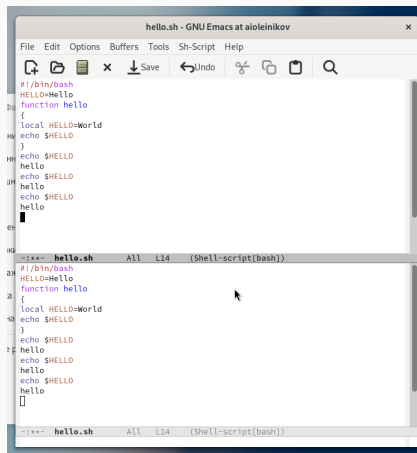 hello.sh - GNU Emacs at aioleinikov
File Edit Options Buffers Tools Sh-Script Help
Save Undo
#!/bin/bash
HELLO=Hello
function hello
{
local HELLO=World
echo $HELLO
}
echo $HELLO
hello
echo $HELLO
hello
echo $HELLO
hello
-:**- hello.sh All L14 (Shell-script[bash])
#!/bin/bash
HELLO=Hello
function hello
{
local HELLO=World
echo $HELLO
}
echo $HELLO
hello
echo $HELLO
hello
echo $HELLO
hello
-:**- hello.sh All L14 (Shell-script[bash])